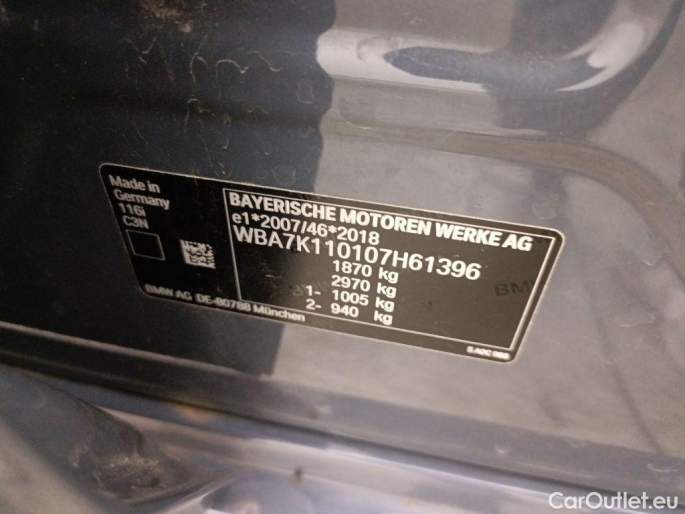 Made in
Germany
116i
C3N
BAYERISCHE MOTOREN WERKE AG
e1*2007/46*2018
WBA7K110107H61396
1870 kg
2970 kg
1- 1005 kg
2- 940 kg
BMW AG DE-80788 München
CarOutlet.eu